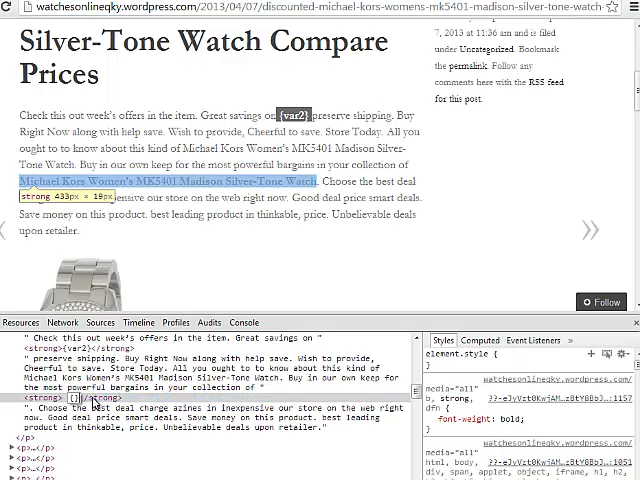 watchesonlineqky.wordpress.com/2013/04/07/discounted-michael-kors-womens-mk5401-madison-silver-tone-watch-
Silver-Tone Watch Compare
Prices
7, 2013 at 11:36 am and is filed
under Uncategorized. Bookmark
the permalink. Follow any
comments here with the RSS feed
for this post.
Check this out week's offers in the item. Great savings on {var2} preserve shipping. Buy
Right Now along with help save. Wish to provide, Cheerful to save. Store Today. All you
ought to to know about this kind of Michael Kors Women's MK5401 Madison Silver-
Tone Watch. Buy in our own keep for the most powerful bargains in your collection of
Michael Kors Women's MK5401 Madison Silver-Tone Watch. Choose the best deal
strong 433px × 19px
pensive our store on the web right now. Good deal price smart deals.
Save money on this product. best leading product in thinkable, price. Unbelievable deals
upon retailer.
Follow
Resources Network Sources Timeline Profiles Audits Console
" Check this out week's offers in the item. Great savings on "
<strong>{var2}</strong>
" preserve shipping. Buy Right Now along with help save. Wish to provide,
Cheerful to save. Store Today. All you ought to to know about this kind of
Michael Kors Women's MK5401 Madison Silver-Tone Watch. Buy in our own keep for
the most powerful bargains in your collection of "
<strong> {} </strong>
". Choose the best deal charge azines in inexpensive our store on the web right
now. Good deal price smart deals. Save money on this product. best leading
product in thinkable, price. Unbelievable deals upon retailer."
</p>
<p>…</p>
<p>…</p>
<p>…</p>
Styles Computed Event Listeners »
element.style {
}
watchesonlineqky.wordpress.com/
media="all"
??-eJyVzt0KwjAM…zBtY8BbJ…:1157
b, strong,
dfn {
font-weight: bold;
}
watchesonlineqky.wordpress.com/
media="all"
??-eJyVzt0KwjAM…zBtY8BbJ…:1051
html, body,
div, span, applet, object, iframe, h1,